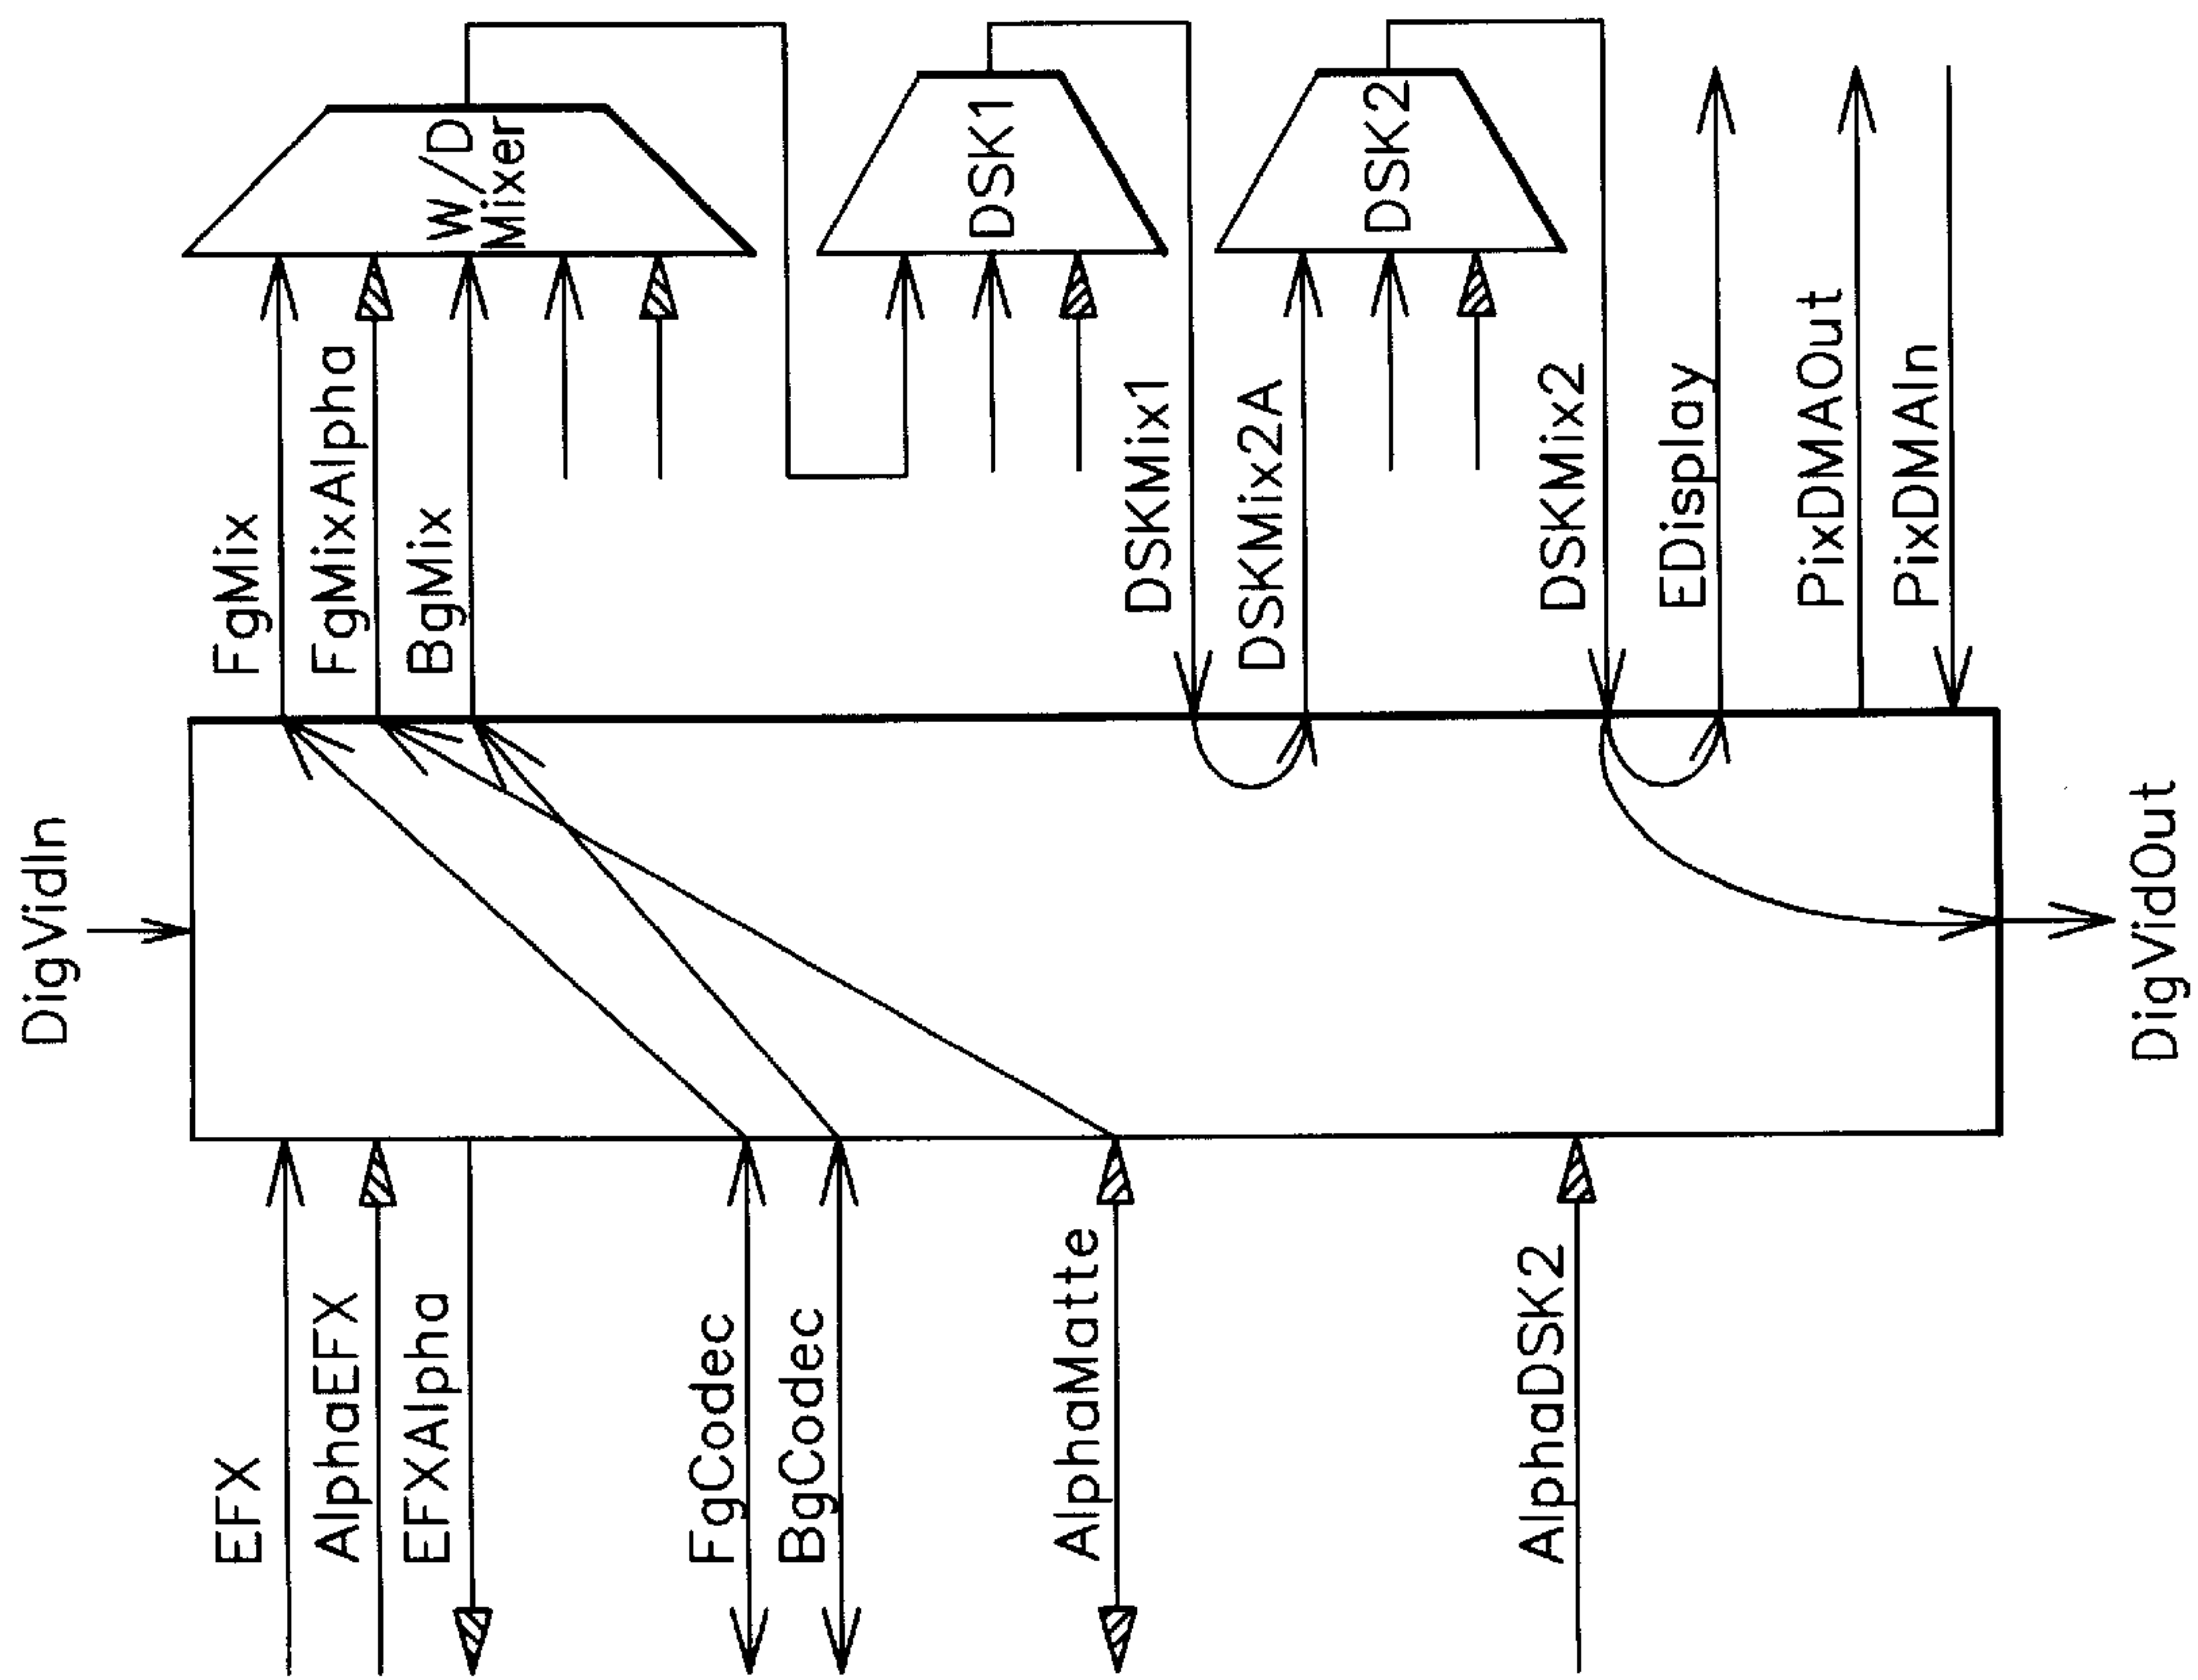 DigVidIn
EFX
AlphaEFX
EFXAlpha
FgCodec
BgCodec
AlphaMatte
AlphaDSK2
FgMix
FgMixAlpha
BgMix
DSKMix1
DSKMix2A
DSKMix2
EDisplay
PixDMAOut
PixDMAIn
W/D
Mixer
DSK1
DSK2
DigVidOut